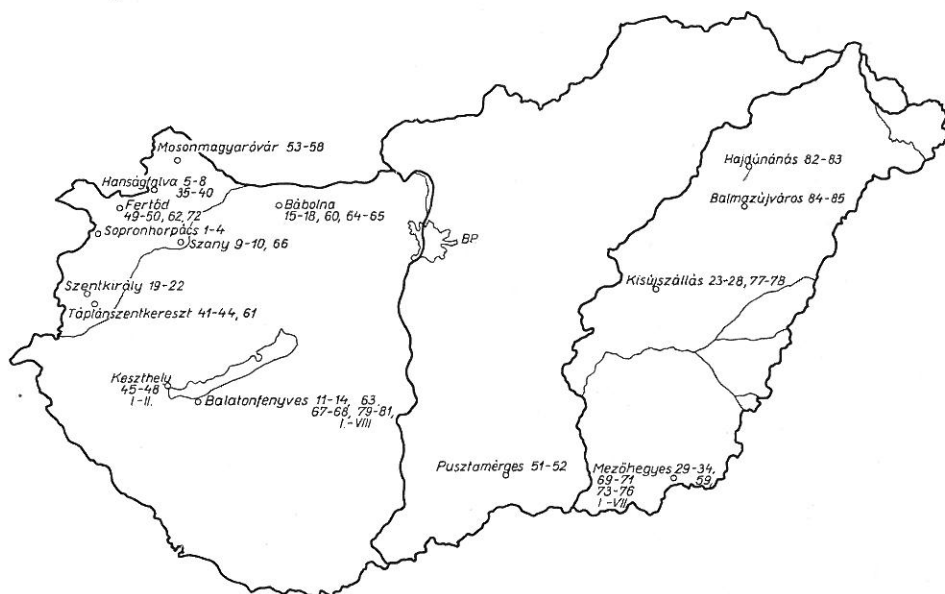 Mosonmagyaróvár 53-58
Hanságfalva 5-8
35-40
Fertőd
49-50, 62, 72
Sopronhorpács 1-4
Szany 9-10, 66
Bábolna
15-18, 60, 64-65
BP
Hajdúnánás 82-83
Balmazújváros 84-85
Kisújszállás 23-28, 77-78
Szentkirály 19-22
Táplánszentkereszt 41-44, 61
Keszthely
45-48
I-II.
Balatonfenyves 11-14, 63.
67-68, 79-81,
I.-VIII
Pusztamérges 51-52
Mezőhegyes 29-34,
59,
69-71
73-76
I-VII